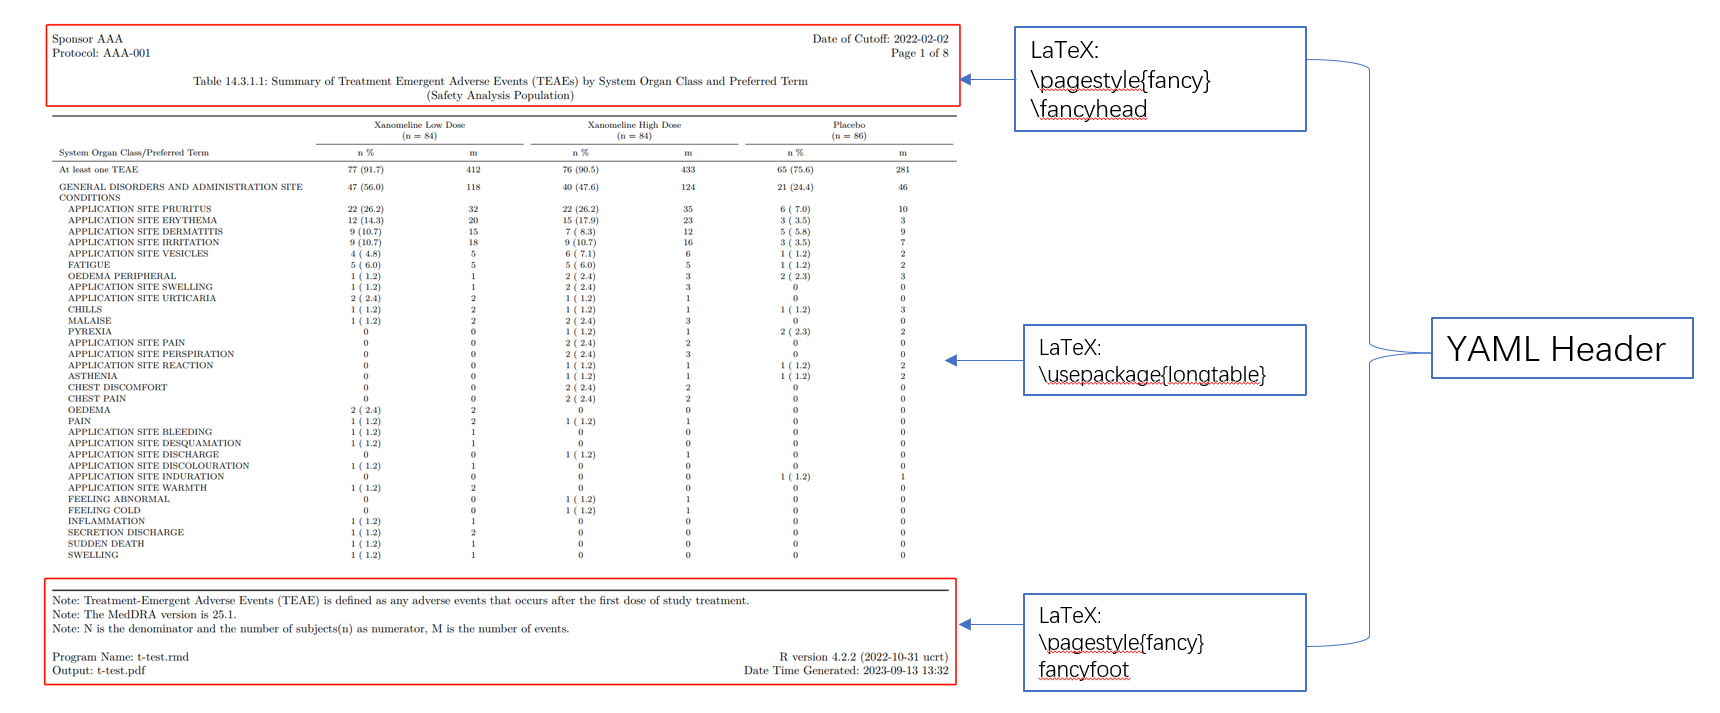 Sponsor AAA Date of Cutoff: 2022-02-02
Protocol: AAA-001 Page 1 of 8
Table 14.3.1.1: Summary of Treatment Emergent Adverse Events (TEAEs) by System Organ Class and Preferred Term
(Safety Analysis Population)
Xanomeline Low Dose Xanomeline High Dose Placebo
(n = 84) (n = 84) (n = 86)
System Organ Class/Preferred Term n % m n % m n % m
At least one TEAE 77 (91.7) 412 76 (90.5) 433 65 (75.6) 281
GENERAL DISORDERS AND ADMINISTRATION SITE 47 (56.0) 118 40 (47.6) 124 21 (24.4) 46
CONDITIONS
APPLICATION SITE PRURITUS 22 (26.2) 32 22 (26.2) 35 6 ( 7.0) 10
APPLICATION SITE ERYTHEMA 12 (14.3) 20 15 (17.9) 23 3 ( 3.5) 3
APPLICATION SITE DERMATITIS 9 (10.7) 15 7 ( 8.3) 12 5 ( 5.8) 9
APPLICATION SITE IRRITATION 9 (10.7) 18 9 (10.7) 16 3 ( 3.5) 7
APPLICATION SITE VESICLES 4 ( 4.8) 5 6 ( 7.1) 6 1 ( 1.2) 2
FATIGUE 5 ( 6.0) 5 5 ( 6.0) 5 1 ( 1.2) 2
OEDEMA PERIPHERAL 1 ( 1.2) 1 2 ( 2.4) 3 2 ( 2.3) 3
APPLICATION SITE SWELLING 1 ( 1.2) 1 2 ( 2.4) 3 0 0
APPLICATION SITE URTICARIA 2 ( 2.4) 2 1 ( 1.2) 1 0 0
CHILLS 1 ( 1.2) 2 1 ( 1.2) 1 1 ( 1.2) 3
MALAISE 1 ( 1.2) 2 2 ( 2.4) 3 0 0
PYREXIA 0 0 1 ( 1.2) 1 2 ( 2.3) 2
APPLICATION SITE PAIN 0 0 2 ( 2.4) 2 0 0
APPLICATION SITE PERSPIRATION 0 0 2 ( 2.4) 3 0 0
APPLICATION SITE REACTION 0 0 1 ( 1.2) 1 1 ( 1.2) 2
ASTHENIA 0 0 1 ( 1.2) 1 1 ( 1.2) 2
CHEST DISCOMFORT 0 0 2 ( 2.4) 2 0 0
CHEST PAIN 0 0 2 ( 2.4) 2 0 0
OEDEMA 2 ( 2.4) 2 0 0 0 0
PAIN 1 ( 1.2) 2 1 ( 1.2) 1 0 0
APPLICATION SITE BLEEDING 1 ( 1.2) 1 0 0 0 0
APPLICATION SITE DESQUAMATION 1 ( 1.2) 1 0 0 0 0
APPLICATION SITE DISCHARGE 0 0 1 ( 1.2) 1 0 0
APPLICATION SITE DISCOLOURATION 1 ( 1.2) 1 0 0 0 0
APPLICATION SITE INDURATION 0 0 0 0 1 ( 1.2) 1
APPLICATION SITE WARMTH 1 ( 1.2) 2 0 0 0 0
FEELING ABNORMAL 0 0 1 ( 1.2) 1 0 0
FEELING COLD 0 0 1 ( 1.2) 1 0 0
INFLAMMATION 1 ( 1.2) 1 0 0 0 0
SECRETION DISCHARGE 1 ( 1.2) 2 0 0 0 0
SUDDEN DEATH 1 ( 1.2) 1 0 0 0 0
SWELLING 1 ( 1.2) 1 0 0 0 0
Note: Treatment-Emergent Adverse Events (TEAE) is defined as any adverse events that occurs after the first dose of study treatment.
Note: The MedDRA version is 25.1.
Note: N is the denominator and the number of subjects(n) as numerator, M is the number of events.
Program Name: t-test.rmd R version 4.2.2 (2022-10-31 ucrt)
Output: t-test.pdf Date Time Generated: 2023-09-13 13:32
LaTeX:
\pagestyle{fancy}
\fancyhead
LaTeX:
\usepackage{longtable}
LaTeX:
\pagestyle{fancy}
fancyfoot
YAML Header